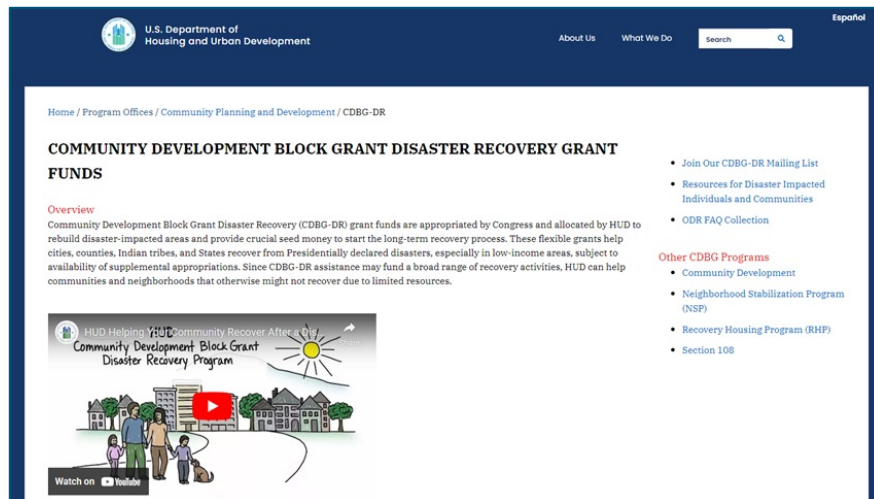 Español
U.S. Department of
Housing and Urban Development
About Us
What We Do
Search
Home / Program Offices / Community Planning and Development / CDBG-DR
COMMUNITY DEVELOPMENT BLOCK GRANT DISASTER RECOVERY GRANT
FUNDS
Overview
Community Development Block Grant Disaster Recovery (CDBG-DR) grant funds are appropriated by Congress and allocated by HUD to
rebuild disaster-impacted areas and provide crucial seed money to start the long-term recovery process. These flexible grants help
cities, counties, Indian tribes, and States recover from Presidentially declared disasters, especially in low-income areas, subject to
availability of supplemental appropriations. Since CDBG-DR assistance may fund a broad range of recovery activities, HUD can help
communities and neighborhoods that otherwise might not recover due to limited resources.
HUD Helping Your Community Recover After a Dis
HUD
Community Development Block Grant
Disaster Recovery Program
Watch on YouTube
Join Our CDBG-DR Mailing List
Resources for Disaster Impacted
Individuals and Communities
ODR FAQ Collection
Other CDBG Programs
Community Development
Neighborhood Stabilization Program
(NSP)
Recovery Housing Program (RHP)
Section 108